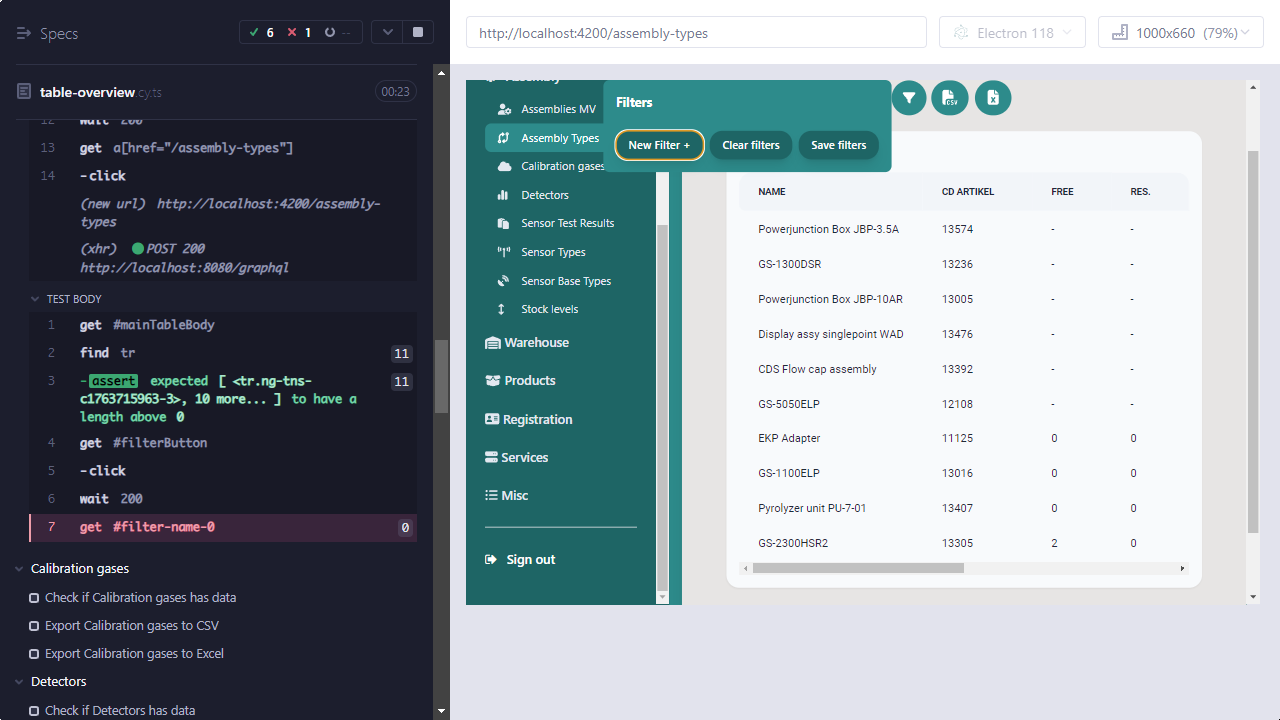 Specs
6
1
--
table-overview.cy.ts
00:23
12 wait 200
13 get a[href="/assembly-types"]
14 -click
(new url) http://localhost:4200/assembly-
types
(xhr) POST 200
http://localhost:8080/graphql
TEST BODY
1 get #mainTableBody
2 find tr 11
3 -assert expected [ <tr.ng-tns- 11
c1763715963-3>, 10 more... ] to have a
length above 0
4 get #filterButton
5 -click
6 wait 200
7 get #filter-name-0 0
Calibration gases
Check if Calibration gases has data
Export Calibration gases to CSV
Export Calibration gases to Excel
Detectors
Check if Detectors has data
http://localhost:4200/assembly-types
Electron 118
1000x660 (79%)
Assembly
Assemblies MV
Assembly Types
Calibration gases
Detectors
Sensor Test Results
Sensor Types
Sensor Base Types
Stock levels
Warehouse
Products
Registration
Services
Misc
Sign out
Filters
New Filter +
Clear filters
Save filters
CSV
NAME CD ARTIKEL FREE RES.
Powerjunction Box JBP-3.5A 13574 - -
GS-1300DSR 13236 - -
Powerjunction Box JBP-10AR 13005 - -
Display assy singlepoint WAD 13476 - -
CDS Flow cap assembly 13392 - -
GS-5050ELP 12108 - -
EKP Adapter 11125 0 0
GS-1100ELP 13016 0 0
Pyrolyzer unit PU-7-01 13407 0 0
GS-2300HSR2 13305 2 0